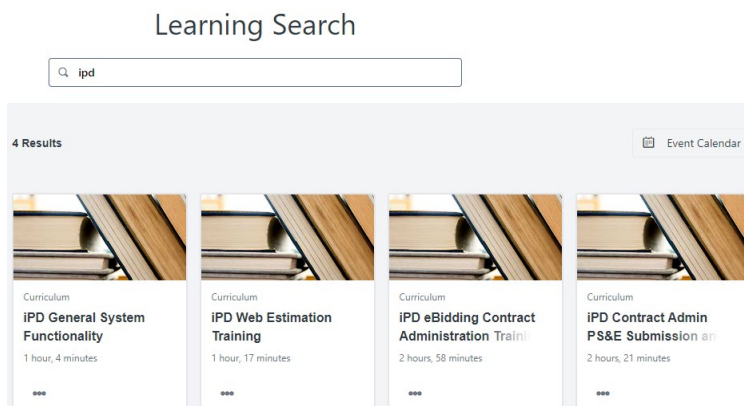 Learning Search
ipd
4 Results
Event Calendar
Curriculum
iPD General System
Functionality
1 hour, 4 minutes
Curriculum
iPD Web Estimation
Training
1 hour, 17 minutes
Curriculum
iPD eBidding Contract
Administration Traini
2 hours, 58 minutes
Curriculum
iPD Contract Admin
PS&E Submission an
2 hours, 21 minutes